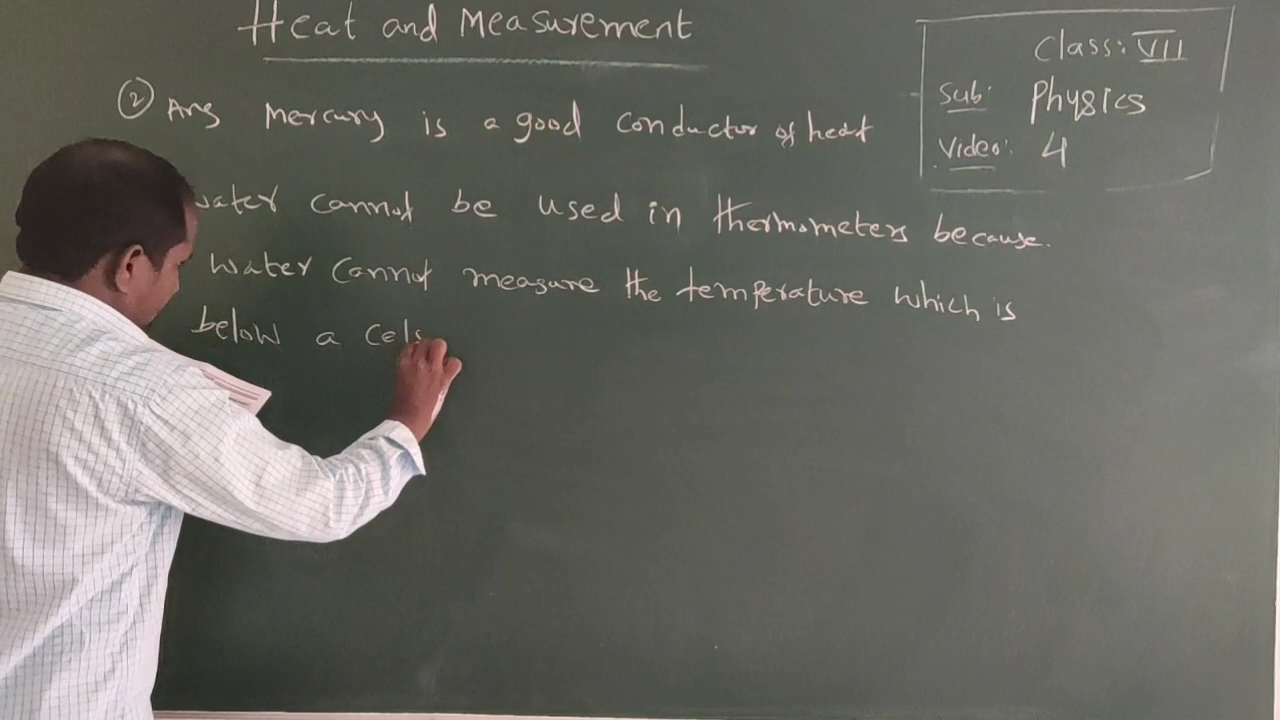 Heat and Measurement
Class: VII
Sub: Physics
Video: 4
② Ans Mercury is a good conductor of heat
water cannot be used in thermometers because.
water cannot measure the temperature which is
below a cels